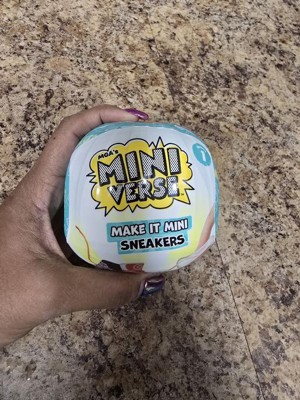 MGA's
MINI
VERSE
MAKE IT MINI
SNEAKERS
1